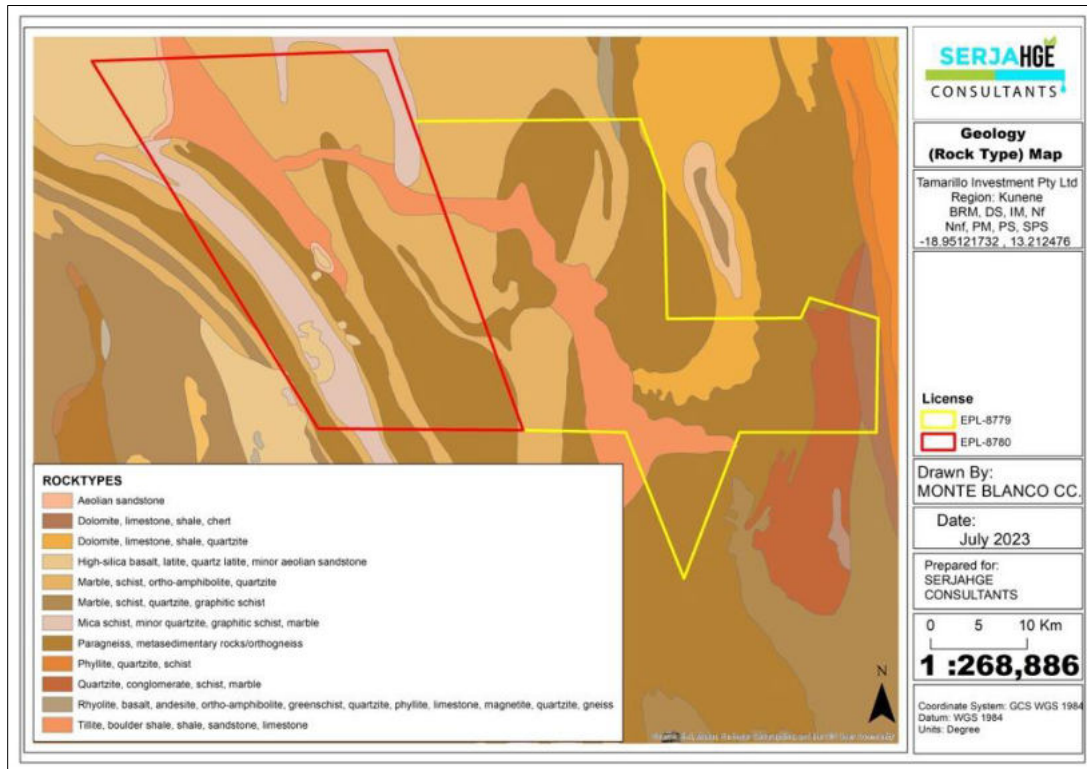 SERJAHGE
CONSULTANTS
Geology
(Rock Type) Map
Tamarillo Investment Pty Ltd
Region: Kunene
BRM, DS, IM, Nf
Nnf, PM, PS, SPS
-18.95121732 , 13.212476
License
EPL-8779
EPL-8780
Drawn By:
MONTE BLANCO CC.
Date:
July 2023
Prepared for:
SERJAHGE
CONSULTANTS
0 5 10 Km
1 :268,886
Coordinate System: GCS WGS 1984
Datum: WGS 1984
Units: Degree
ROCKTYPES
Aeolian sandstone
Dolomite, limestone, shale, chert
Dolomite, limestone, shale, quartzite
High-silica basalt, latite, quartz latite, minor aeolian sandstone
Marble, schist, ortho-amphibolite, quartzite
Marble, schist, quartzite, graphitic schist
Mica schist, minor quartzite, graphitic schist, marble
Paragneiss, metasedimentary rocks/orthogneiss
Phyllite, quartzite, schist
Quartzite, conglomerate, schist, marble
Rhyolite, basalt, andesite, ortho-amphibolite, greenschist, quartzite, phyllite, limestone, magnetite, quartzite, gneiss
Tillite, boulder shale, shale, sandstone, limestone
N